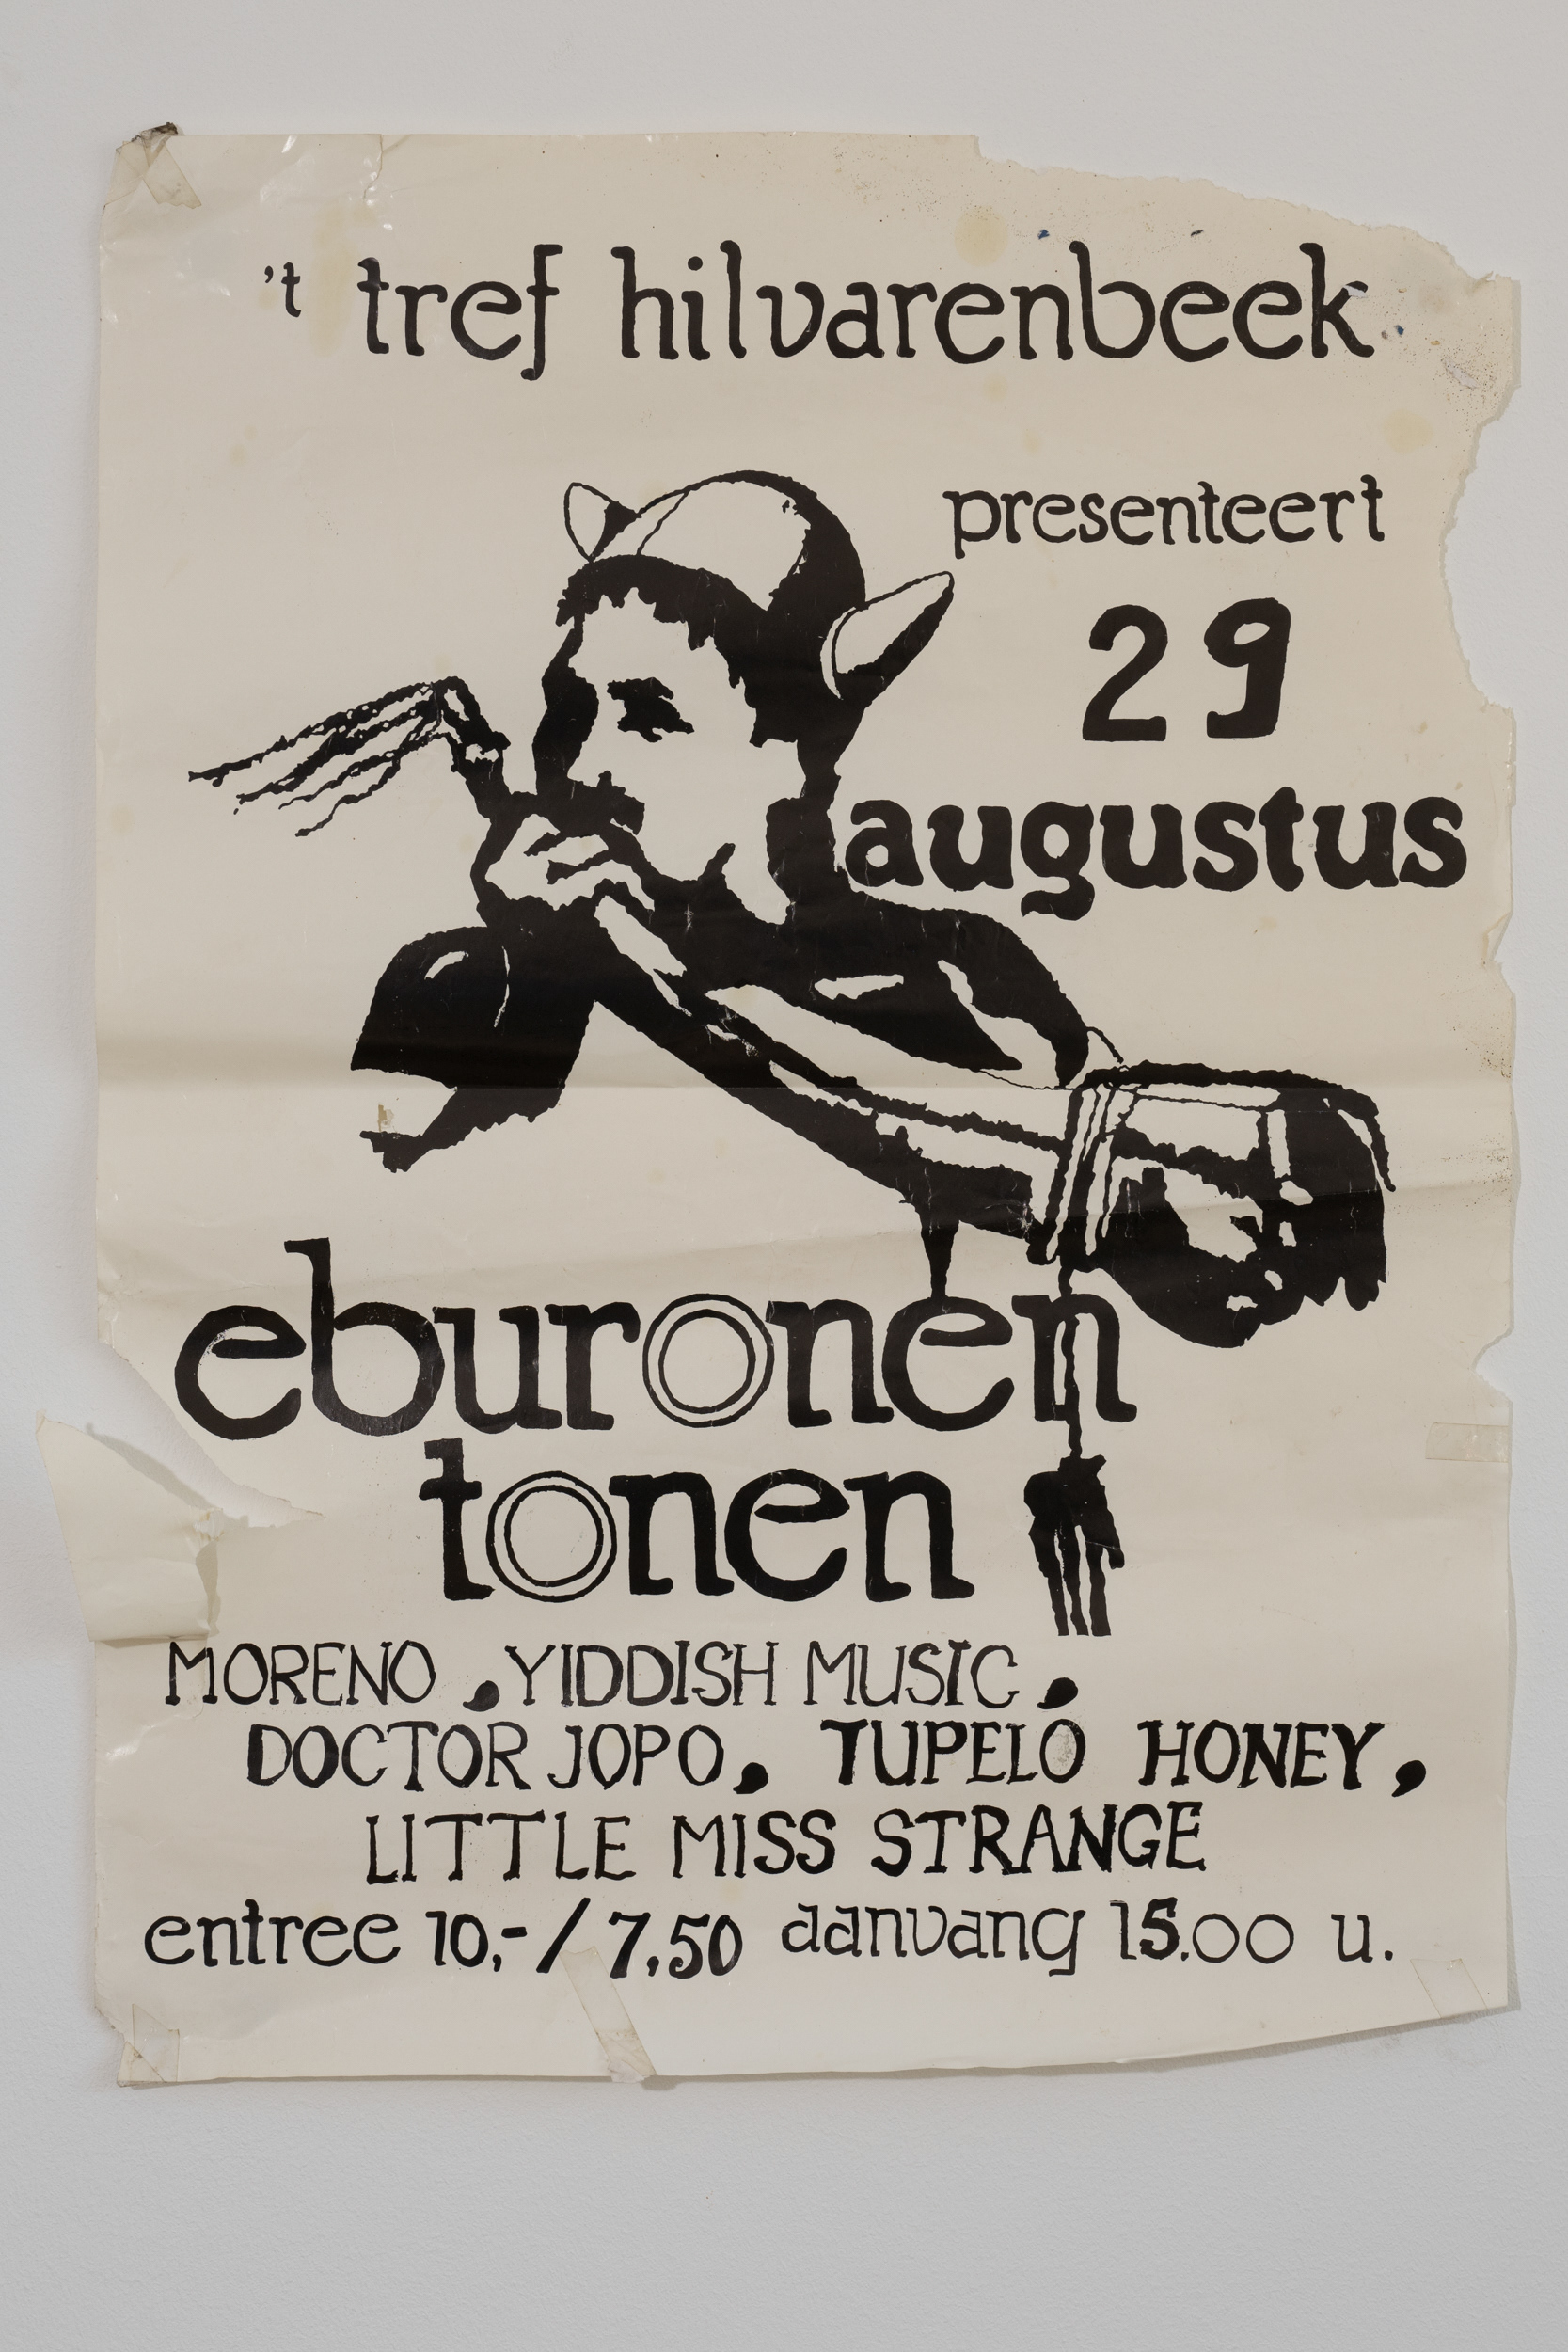 't tref hilvarenbeek
presenteert
29
augustus
eburonen
tonen
MORENO , YIDDISH MUSIC,
DOCTOR JOPO, TUPELO HONEY,
LITTLE MISS STRANGE
entree 10,- / 7,50 aanvang 15.00 u.